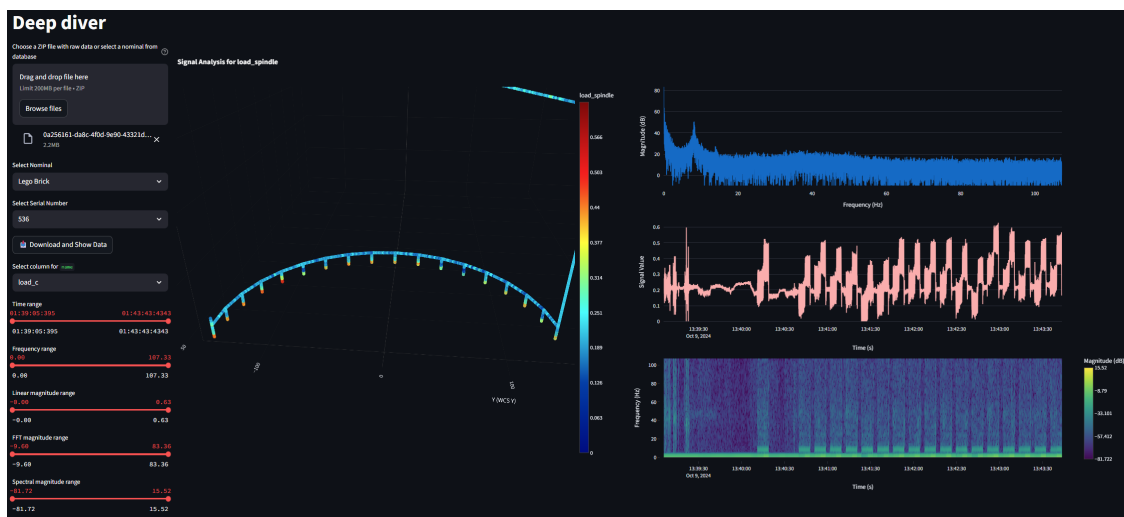 Deep diver
Choose a ZIP file with raw data or select a nominal from
database
Drag and drop file here
Limit 200MB per file • ZIP
Browse files
0a256161-da8c-4f0d-9e90-43321d...
2.2MB
Select Nominal
Lego Brick
Select Serial Number
536
Download and Show Data
Select column for
load_c
Time range
01:39:05:395 01:43:43:4343
01:39:05:395 01:43:43:4343
Frequency range
0.00 107.33
0.00 107.33
Linear magnitude range
-0.00 0.63
-0.00 0.63
FFT magnitude range
-9.60 83.36
-9.60 83.36
Spectral magnitude range
-81.72 15.52
-81.72 15.52
Signal Analysis for load_spindle
load_spindle
0.566
0.503
0.44
0.377
0.314
0.251
0.189
0.126
0.063
0
50
-100
0
100
Y (WCS Y)
Magnitude (dB)
80
60
40
20
0
0 20 40 60 80 100
Frequency (Hz)
Signal Value
0.6
0.5
0.4
0.3
0.2
0.1
0
13:39:30 13:40:00 13:40:30 13:41:00 13:41:30 13:42:00 13:42:30 13:43:00 13:43:30
Oct 9, 2024
Time (s)
Frequency (Hz)
100
80
60
40
20
0
13:39:30 13:40:00 13:40:30 13:41:00 13:41:30 13:42:00 13:42:30 13:43:00 13:43:30
Oct 9, 2024
Time (s)
Magnitude (dB)
15.52
-8.79
-33.101
-57.412
-81.722